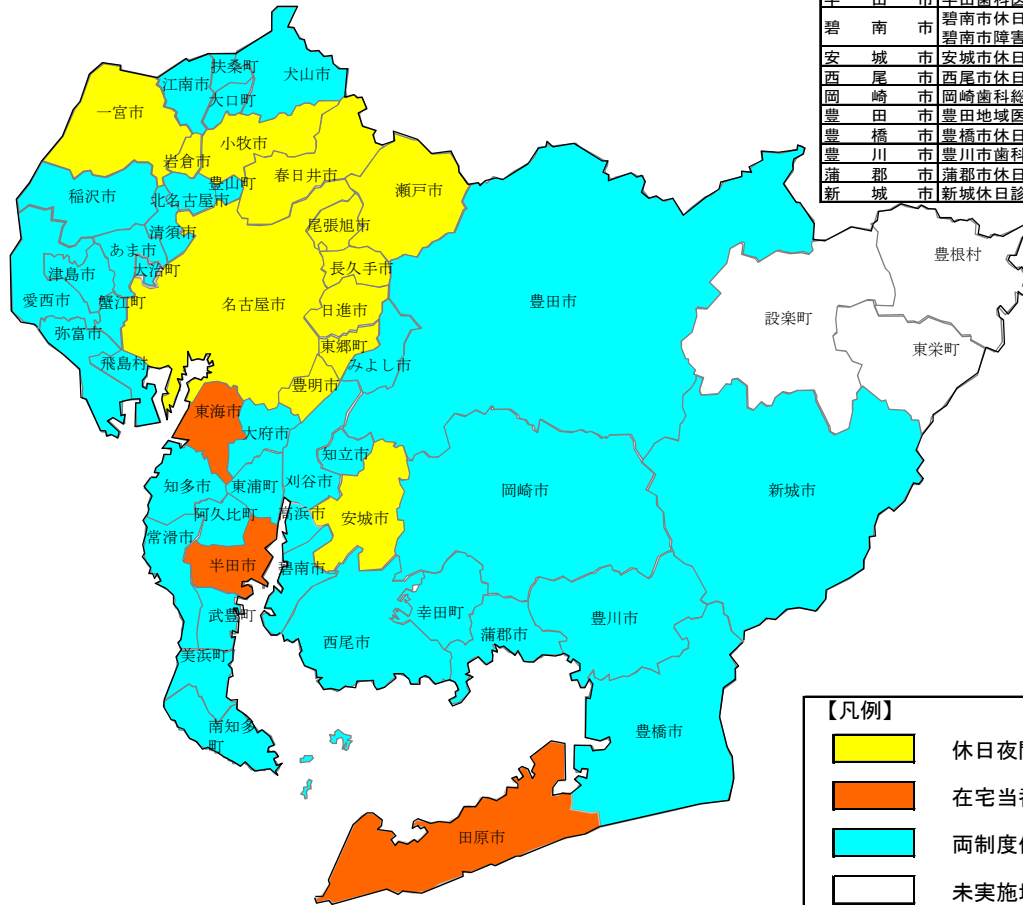 碧南市 碧南市休日
碧南市障害
安城市 安城市休日
西尾市 西尾市休日
岡崎市 岡崎歯科総
豊田市 豊田地域医
豊橋市 豊橋市休日
豊川市 豊川市歯科
蒲郡市 蒲郡市休日
新城市 新城休日診
扶桑町
犬山市
江南市
大口町
一宮市
小牧市
岩倉市
豊山町
春日井市
瀬戸市
稲沢市
北名古屋市
尾張旭市
清須市
あま市
豊根村
長久手市
大治町
津島市
愛西市
蟹江町
名古屋市
豊田市
日進市
設楽町
弥富市
東郷町
東栄町
飛島村
みよし市
豊明市
東海市
大府市
知立市
知多市
東浦町
刈谷市
岡崎市
新城市
阿久比町
高浜市
安城市
常滑市
半田市
碧南市
武豊町
幸田町
豊川市
西尾市
蒲郡市
美浜町
南知多
町
豊橋市
田原市
【凡例】
休日夜間
在宅当番
両制度併
未実施地